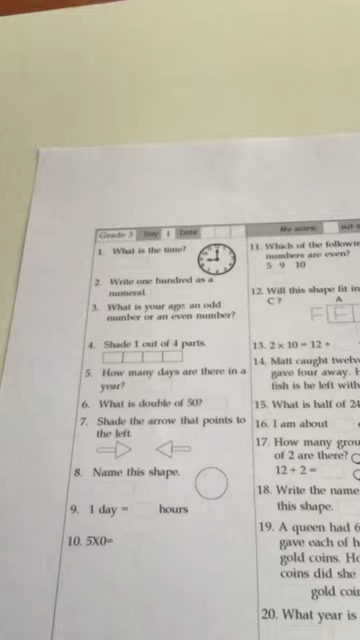 Grade 3 Day 1 Date My score: out
1. What is the time?
2. Write one hundred as a
numeral.
3. What is your age: an odd
number or an even number?
4. Shade 1 out of 4 parts.
5. How many days are there in a
year?
6. What is double of 50?
7. Shade the arrow that points to
the left.
8. Name this shape.
9. 1 day = hours
10. 5X0=
11. Which of the followin
numbers are even?
5 9 10
12. Will this shape fit in
C? A
F E
13. 2 × 10 = 12 +
14. Matt caught twelv
gave four away. H
fish is he left with
15. What is half of 24
16. I am about
17. How many grou
of 2 are there?
12 ÷ 2 =
18. Write the name
this shape.
19. A queen had 6
gave each of h
gold coins. Ho
coins did she
gold coin
20. What year is